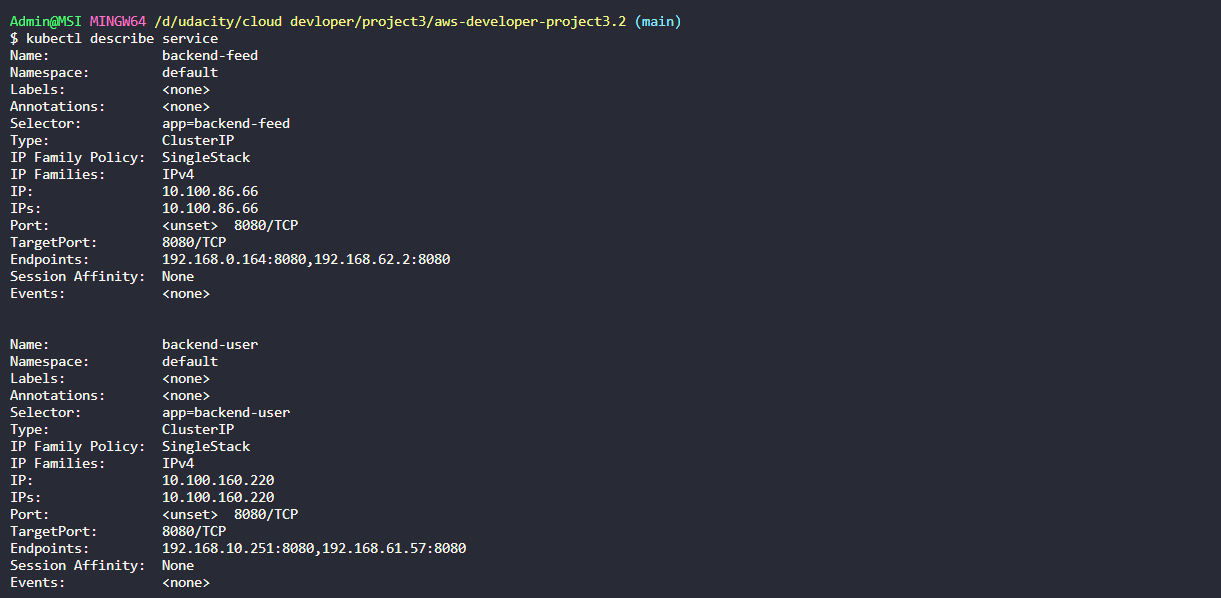 Admin@MSI MINGW64 /d/udacity/cloud devloper/project3/aws-developer-project3.2 (main)
$ kubectl describe service
Name:              backend-feed
Namespace:         default
Labels:            <none>
Annotations:       <none>
Selector:          app=backend-feed
Type:              ClusterIP
IP Family Policy:  SingleStack
IP Families:       IPv4
IP:                10.100.86.66
IPs:               10.100.86.66
Port:              <unset>  8080/TCP
TargetPort:        8080/TCP
Endpoints:         192.168.0.164:8080,192.168.62.2:8080
Session Affinity:  None
Events:            <none>

Name:              backend-user
Namespace:         default
Labels:            <none>
Annotations:       <none>
Selector:          app=backend-user
Type:              ClusterIP
IP Family Policy:  SingleStack
IP Families:       IPv4
IP:                10.100.160.220
IPs:               10.100.160.220
Port:              <unset>  8080/TCP
TargetPort:        8080/TCP
Endpoints:         192.168.10.251:8080,192.168.61.57:8080
Session Affinity:  None
Events:            <none>